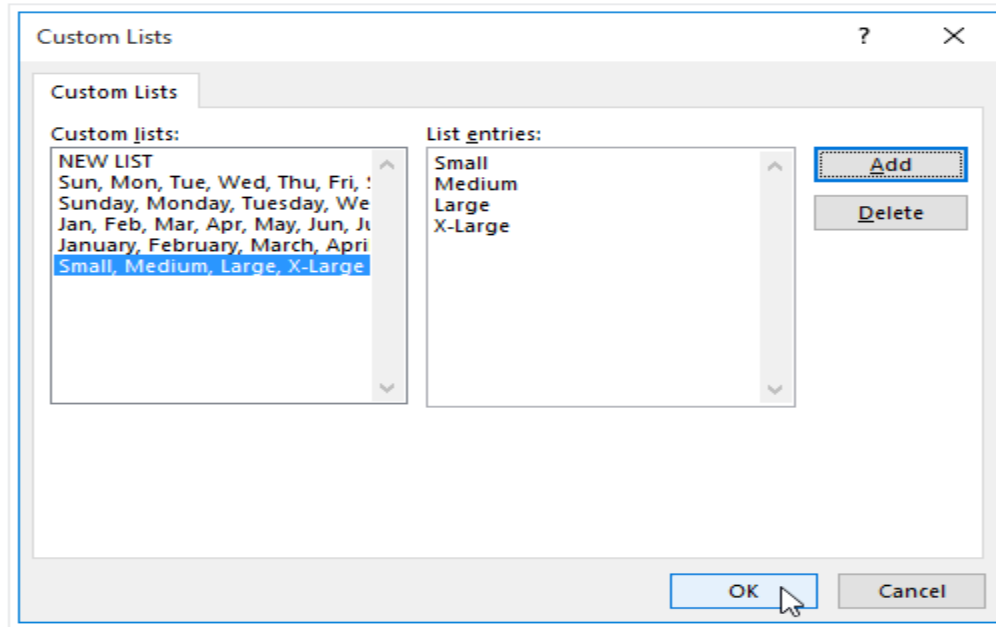 Custom Lists
?
Custom Lists
Custom lists:
NEW LIST
Sun, Mon, Tue, Wed, Thu, Fri,
Sunday, Monday, Tuesday, We
Jan, Feb, Mar, Apr, May, Jun,
January, February, March, Apri
Small, Medium, Large, X-Large
List entries:
Small
Medium
Large
X-Large
Add
Delete
OK
Cancel